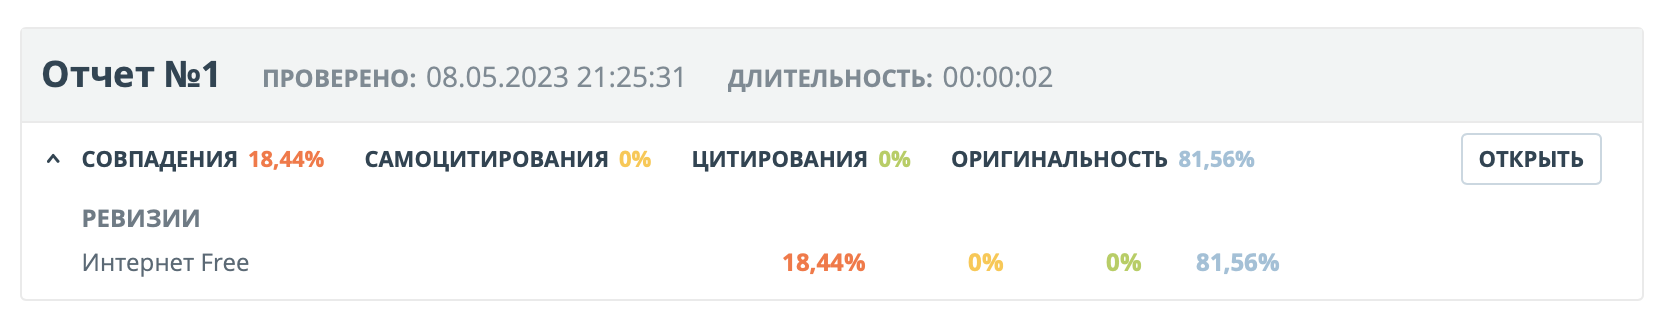 Отчет №1 ПРОВЕРЕНО: 08.05.2023 21:25:31 ДЛИТЕЛЬНОСТЬ: 00:00:02
СОВПАДЕНИЯ 18,44% САМОЦИТИРОВАНИЯ 0% ЦИТИРОВАНИЯ 0% ОРИГИНАЛЬНОСТЬ 81,56% ОТКРЫТЬ
РЕВИЗИИ
Интернет Free 18,44% 0% 0% 81,56%